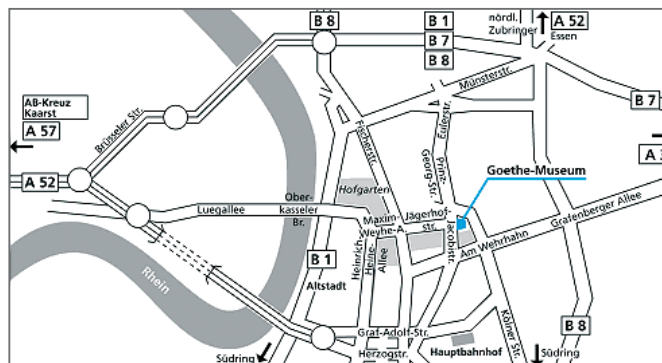 B 8
B 1
B 7
B 8
nördl.
Zubringer
A 52
Essen
AB-Kreuz
Kaarst
A 57
Brüsseler Str.
Münsterstr.
B 7
Fischerstr.
Eulerstr.
Prinz-
Georg-Str.
Goethe-Museum
A 52
Hofgarten
Luegallee
Ober-
kasseler
Br.
Maxim-
Weyhe-A.
Jägerhof-
str.
Jacobistr.
Grafenberger Allee
Am Wehrhahn
Heinrich-
Heine-
Allee
B 1
Rhein
Altstadt
Kölner Str.
B 8
Graf-Adolf-Str.
Hauptbahnhof
Herzogstr.
Südring
Südring